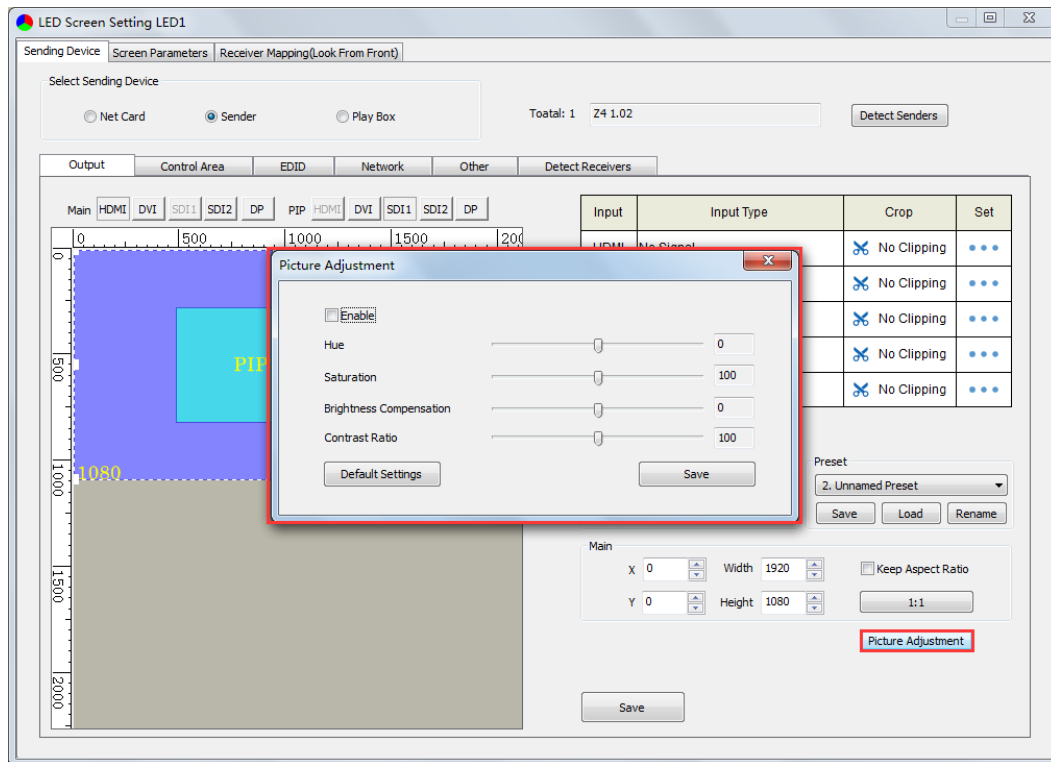 LED Screen Setting LED1
Sending Device Screen Parameters Receiver Mapping(Look From Front)
Select Sending Device
Net Card Sender Play Box
Toatal: 1 Z4 1.02 Detect Senders
Output Control Area EDID Network Other Detect Receivers
Main HDMI DVI SDI1 SDI2 DP PIP HDMI DVI SDI1 SDI2 DP
Input Input Type Crop Set
0 500 1000 1500
HDMI No Signal No Clipping
No Clipping
No Clipping
No Clipping
No Clipping
0
500
1000
1500
2000
PIP
1080
Picture Adjustment
Enable
Hue 0
Saturation 100
Brightness Compensation 0
Contrast Ratio 100
Default Settings Save
Preset
2. Unnamed Preset
Save Load Rename
Main
X 0 Width 1920 Keep Aspect Ratio
Y 0 Height 1080 1:1
Picture Adjustment
Save